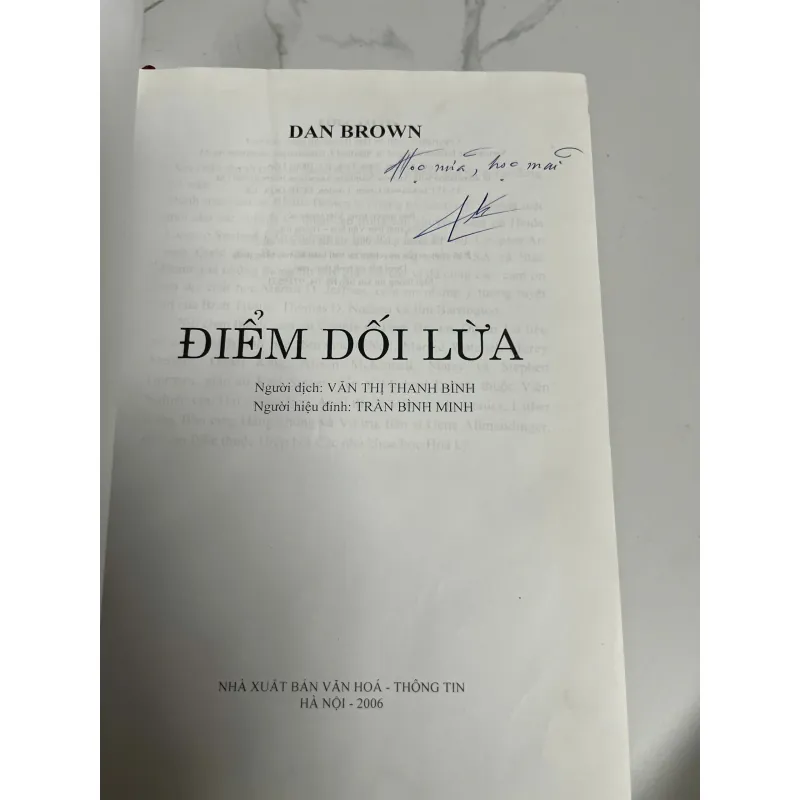 DAN BROWN
Học nữa, học mãi
ĐIỂM DỐI LỪA
Người dịch: VĂN THỊ THANH BÌNH
Người hiệu đính: TRẦN BÌNH MINH
NHÀ XUẤT BẢN VĂN HOÁ - THÔNG TIN
HÀ NỘI - 2006